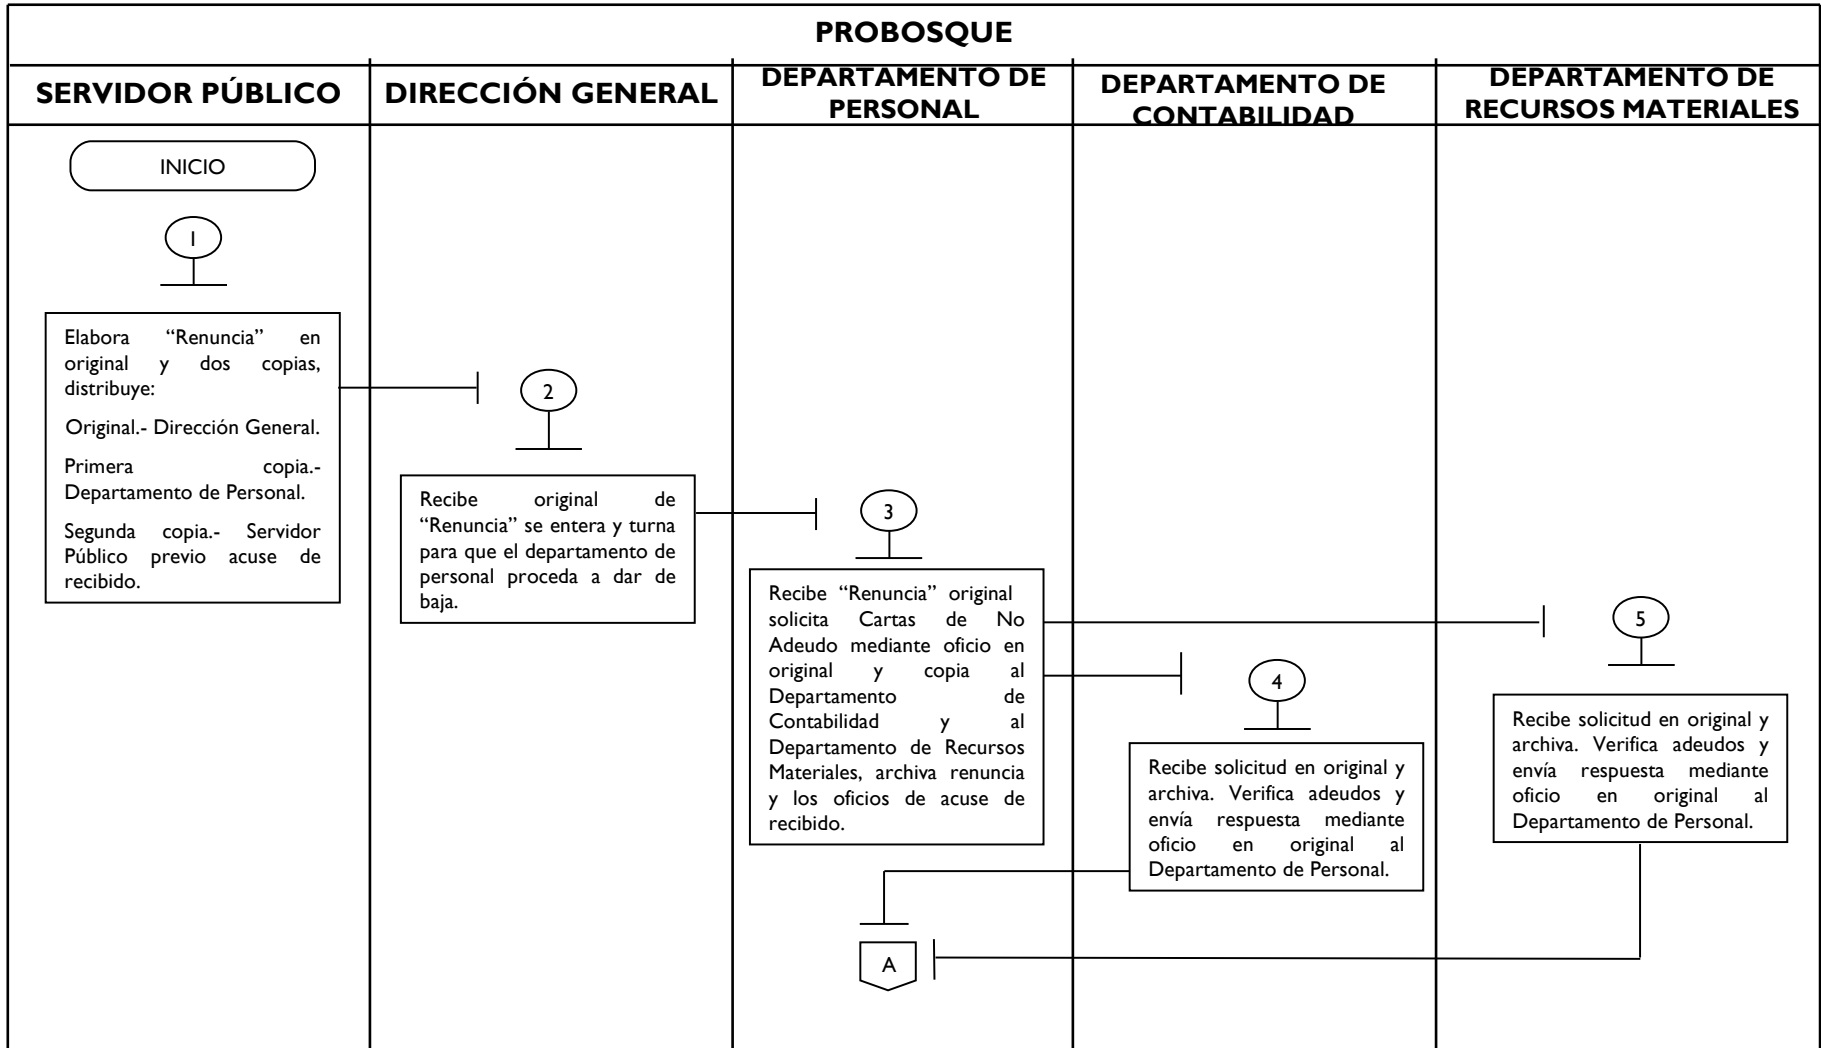 PROBOSQUE
SERVIDOR PÚBLICO
DIRECCIÓN GENERAL
DEPARTAMENTO DE
PERSONAL
DEPARTAMENTO DE
CONTABILIDAD
DEPARTAMENTO DE
RECURSOS MATERIALES
INICIO
1
Elabora “Renuncia” en
original y dos copias,
distribuye:
Original.- Dirección General.
Primera copia.-
Departamento de Personal.
Segunda copia.- Servidor
Público previo acuse de
recibido.
2
Recibe original de
“Renuncia” se entera y turna
para que el departamento de
personal proceda a dar de
baja.
3
Recibe “Renuncia” original
solicita Cartas de No
Adeudo mediante oficio en
original y copia al
Departamento de
Contabilidad y al
Departamento de Recursos
Materiales, archiva renuncia
y los oficios de acuse de
recibido.
4
Recibe solicitud en original y
archiva. Verifica adeudos y
envía respuesta mediante
oficio en original al
Departamento de Personal.
5
Recibe solicitud en original y
archiva. Verifica adeudos y
envía respuesta mediante
oficio en original al
Departamento de Personal.
A